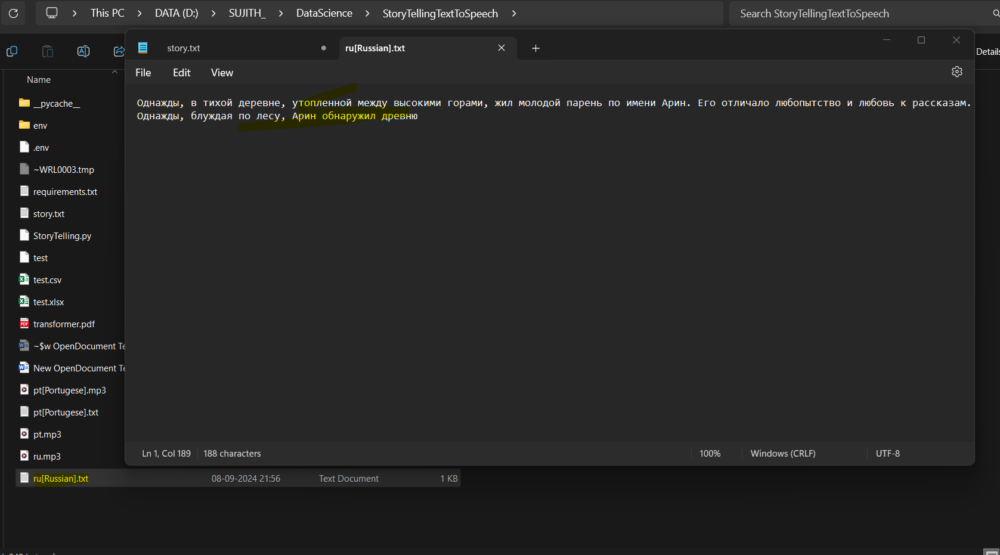 This PC > DATA (D:) > SUJITH_ > DataScience > StoryTellingTextToSpeech >
Search StoryTellingTextToSpeech
story.txt
ru[Russian].txt
Details
File Edit View
Name
Однажды, в тихой деревне, утопленной между высокими горами, жил молодой парень по имени Арин. Его отличало любопытство и любовь к рассказам.
Однажды, блуждая по лесу, Арин обнаружил древню
__pycache__
env
.env
~WRL0003.tmp
requirements.txt
story.txt
StoryTelling.py
test
test.csv
test.xlsx
transformer.pdf
~$w OpenDocument Te
New OpenDocument Te
pt[Portugese].mp3
pt[Portugese].txt
pt.mp3
ru.mp3
Ln 1, Col 189 188 characters 100% Windows (CRLF) UTF-8
ru[Russian].txt 08-09-2024 21:56 Text Document 1 KB